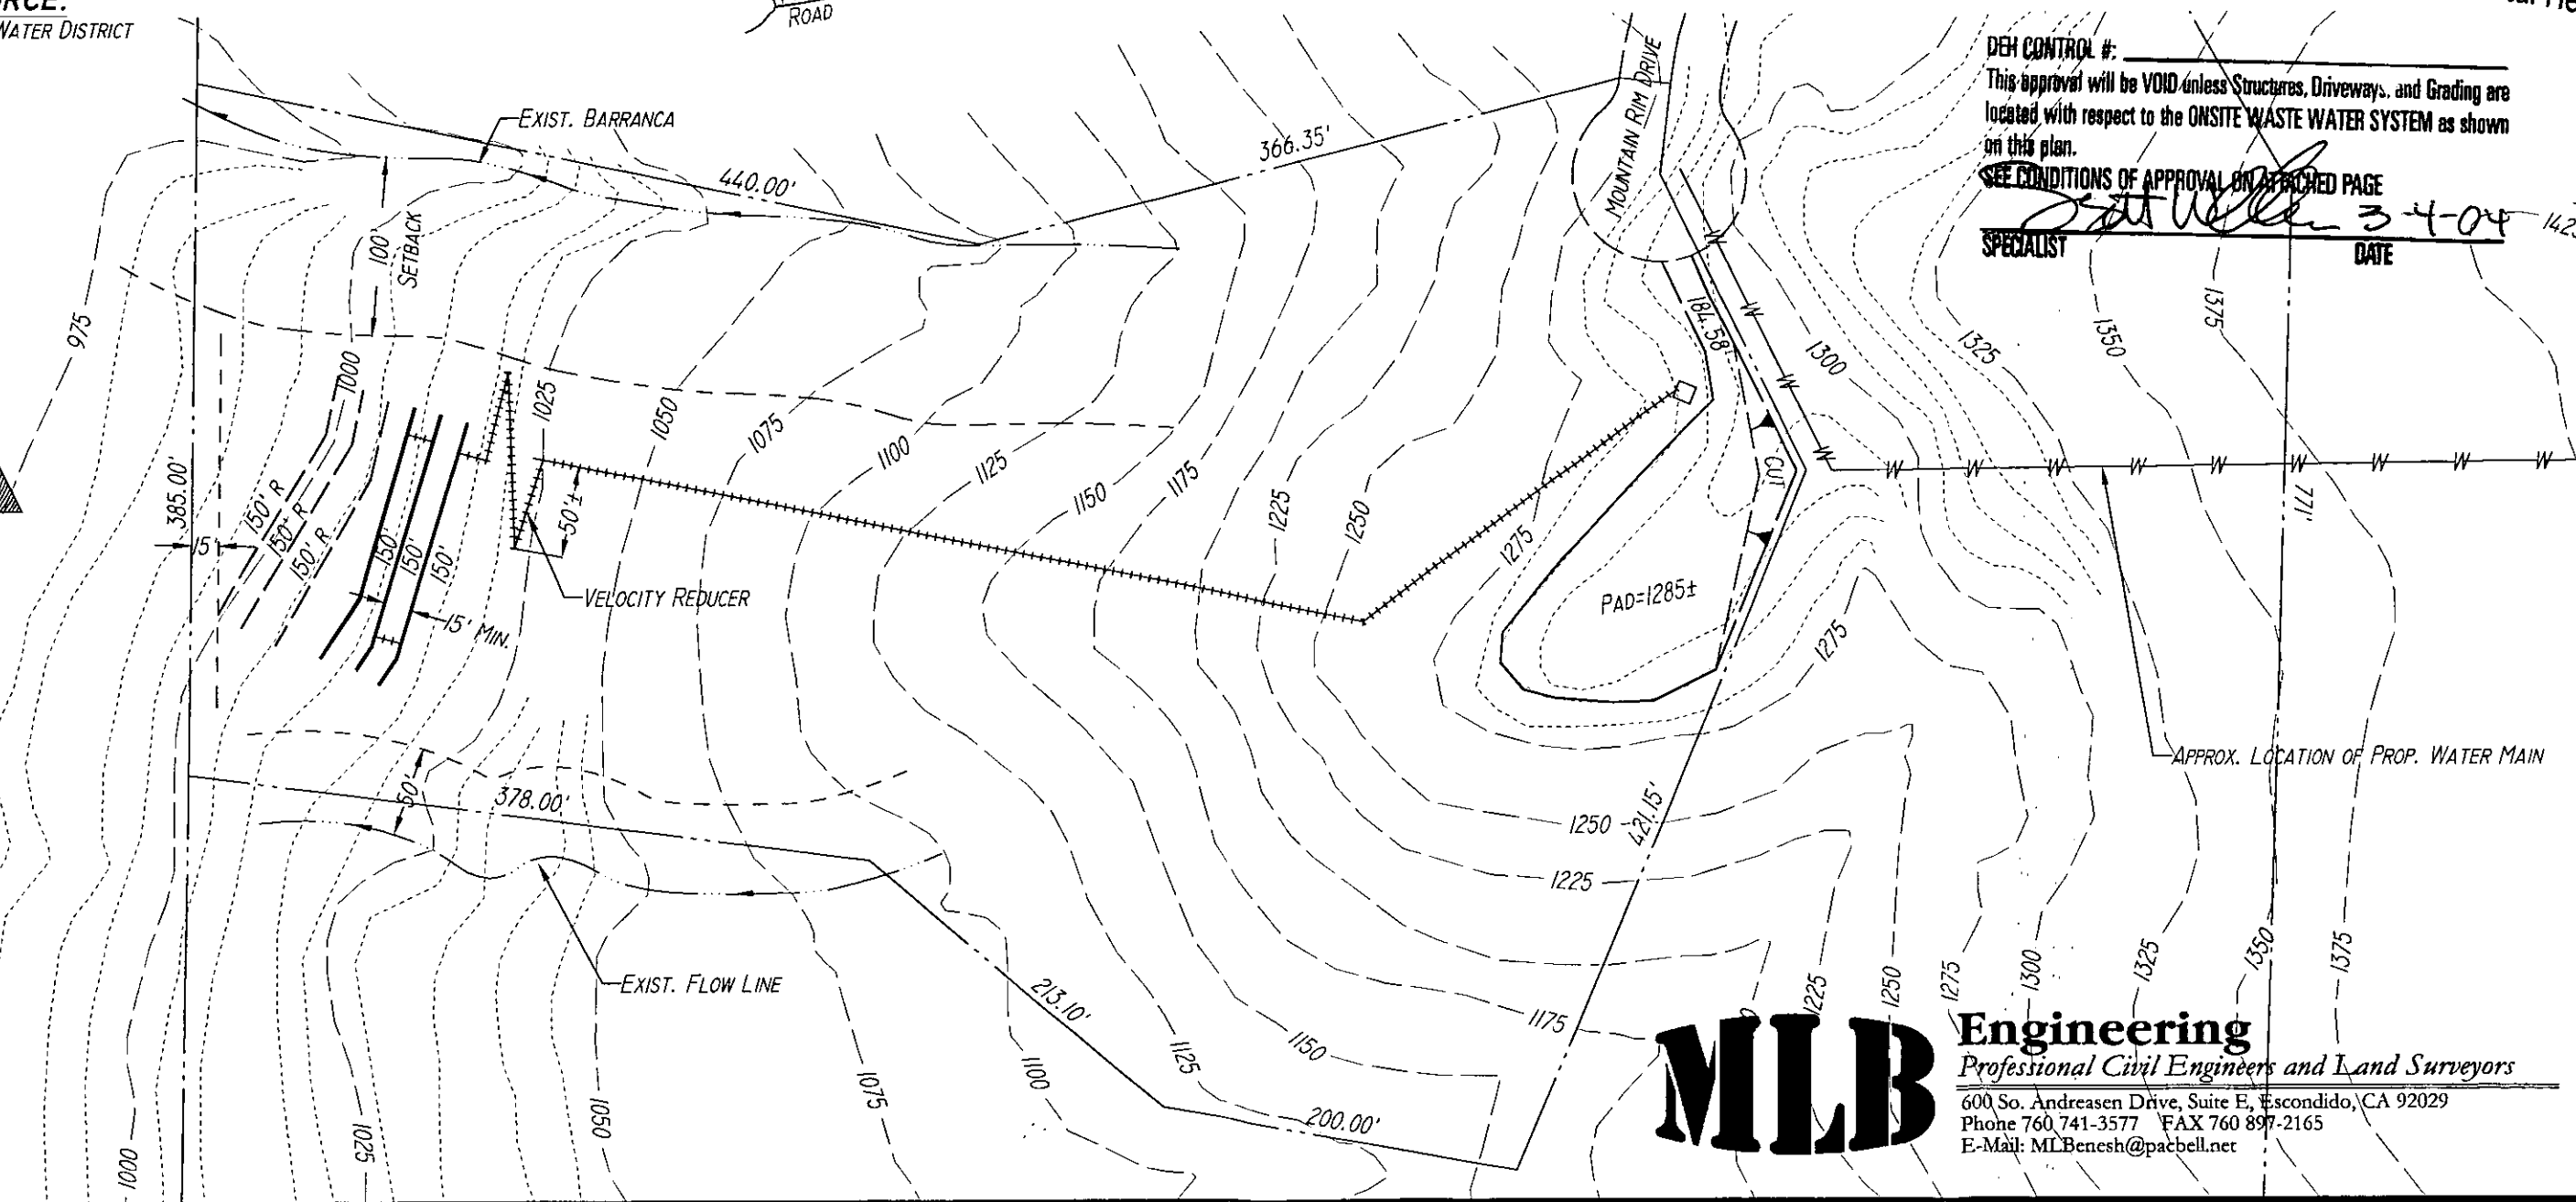 WATER DISTRICT
ROAD
DEH CONTROL #:
This approval will be VOID unless Structures, Driveways, and Grading are
located with respect to the ONSITE WASTE WATER SYSTEM as shown
on this plan.
SEE CONDITIONS OF APPROVAL ON ATTACHED PAGE
3-4-04
SPECIALIST DATE
EXIST. BARRANCA
440.00'
366.35'
MOUNTAIN RIM DRIVE
100'
SETBACK
975
1000
1025
1050
1075
1100
1125
1150
1175
1225
1250
1275
184.58'
1300
1325
1350
1375
W W W W
W W W W W W W W W
CUT
771'
385.00'
15'
150' R
150' R
150' R
150'
150'
150'
50'±
VELOCITY REDUCER
15' MIN.
PAD=1285±
1275
APPROX. LOCATION OF PROP. WATER MAIN
50'
378.00'
421.15'
1250
1225
EXIST. FLOW LINE
213.10'
200.00'
1000
1025
1050
1075
1100
1125
1150
1175
1225
1250
1275
1300
1325
1350
1375
MLB
Engineering
Professional Civil Engineers and Land Surveyors
600 So. Andreasen Drive, Suite E, Escondido, CA 92029
Phone 760 741-3577 FAX 760 897-2165
E-Mail: MLBenesh@pacbell.net